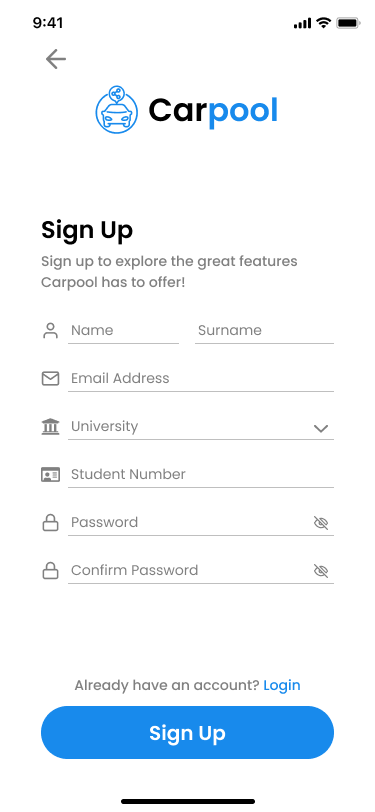 9:41
Carpool
Sign Up
Sign up to explore the great features
Carpool has to offer!
Name Surname
Email Address
University
Student Number
Password
Confirm Password
Already have an account? Login
Sign Up